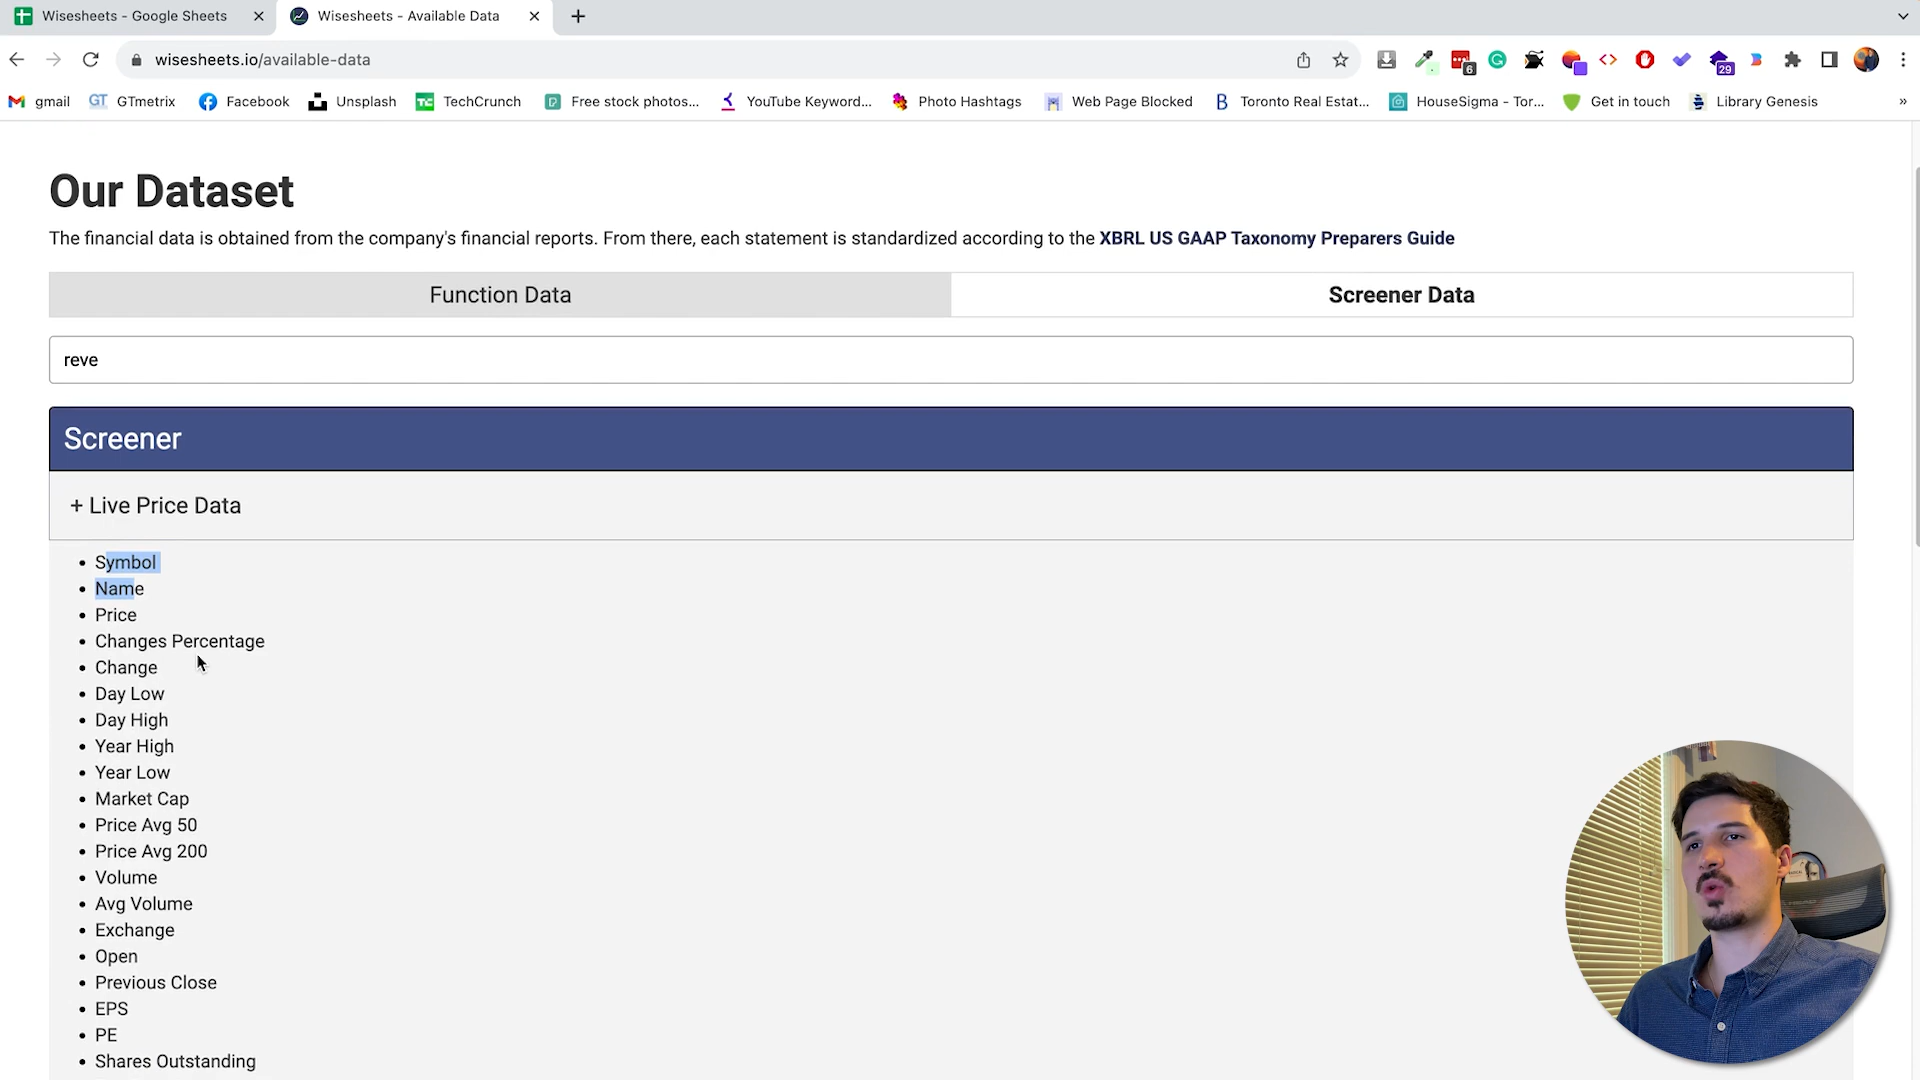 Wisesheets - Google Sheets
Wisesheets - Available Data
wisesheets.io/available-data
6
29
gmail
GT GTmetrix
Facebook
Unsplash
TC TechCrunch
Free stock photos...
YouTube Keyword...
Photo Hashtags
Web Page Blocked
B Toronto Real Estat...
HouseSigma - Tor...
Get in touch
Library Genesis
»
Our Dataset
The financial data is obtained from the company's financial reports. From there, each statement is standardized according to the XBRL US GAAP Taxonomy Preparers Guide
Function Data
Screener Data
reve
Screener
+ Live Price Data
• Symbol
• Name
• Price
• Changes Percentage
• Change
• Day Low
• Day High
• Year High
• Year Low
• Market Cap
• Price Avg 50
• Price Avg 200
• Volume
• Avg Volume
• Exchange
• Open
• Previous Close
• EPS
• PE
• Shares Outstanding